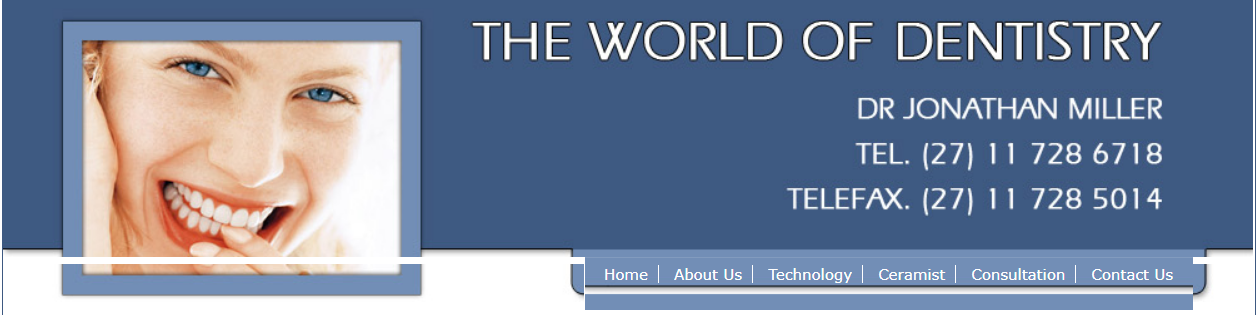 THE WORLD OF DENTISTRY
DR JONATHAN MILLER
TEL. (27) 11 728 6718
TELEFAX. (27) 11 728 5014
Home | About Us | Technology | Ceramist | Consultation | Contact Us